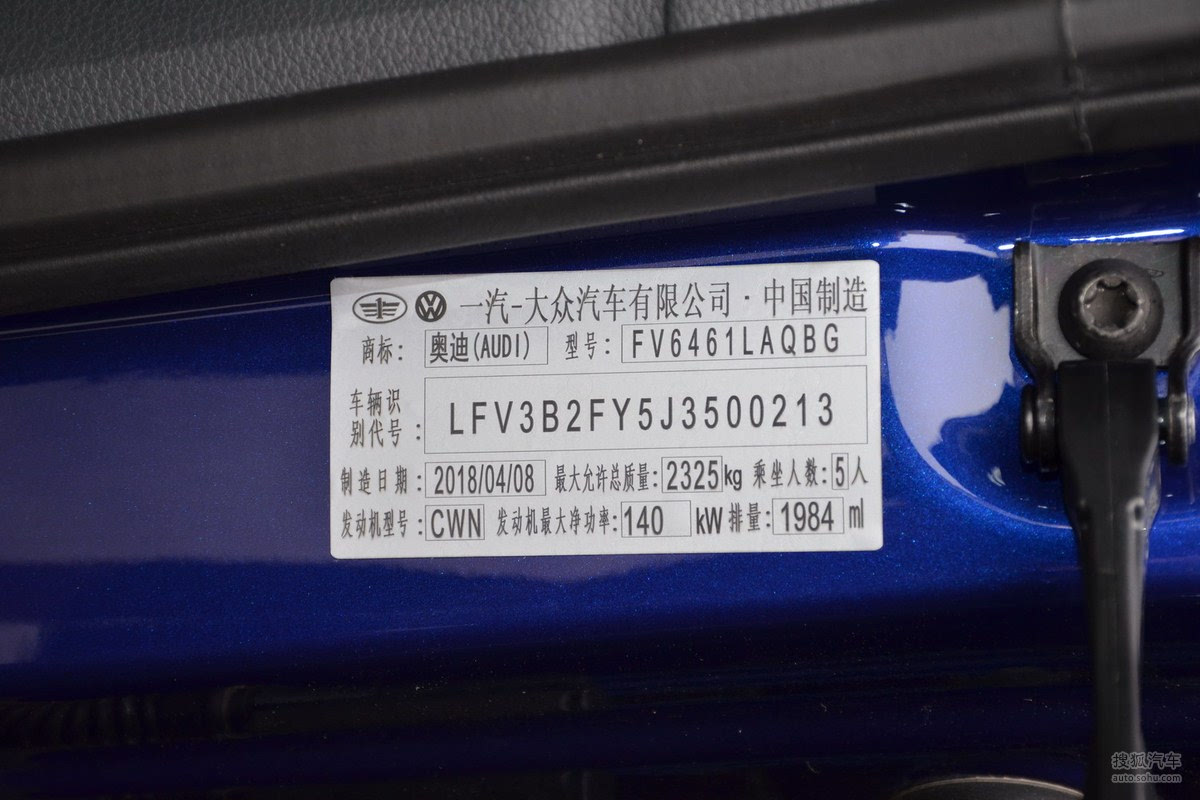 一汽-大众汽车有限公司·中国制造
商标: 奥迪(AUDI) 型号: FV6461LAQBG
车辆识
别代号: LFV3B2FY5J3500213
制造日期: 2018/04/08 最大允许总质量: 2325kg 乘坐人数: 5人
发动机型号: CWN 发动机最大净功率: 140 kW 排量: 1984 ml
搜狐汽车
auto.sohu.com